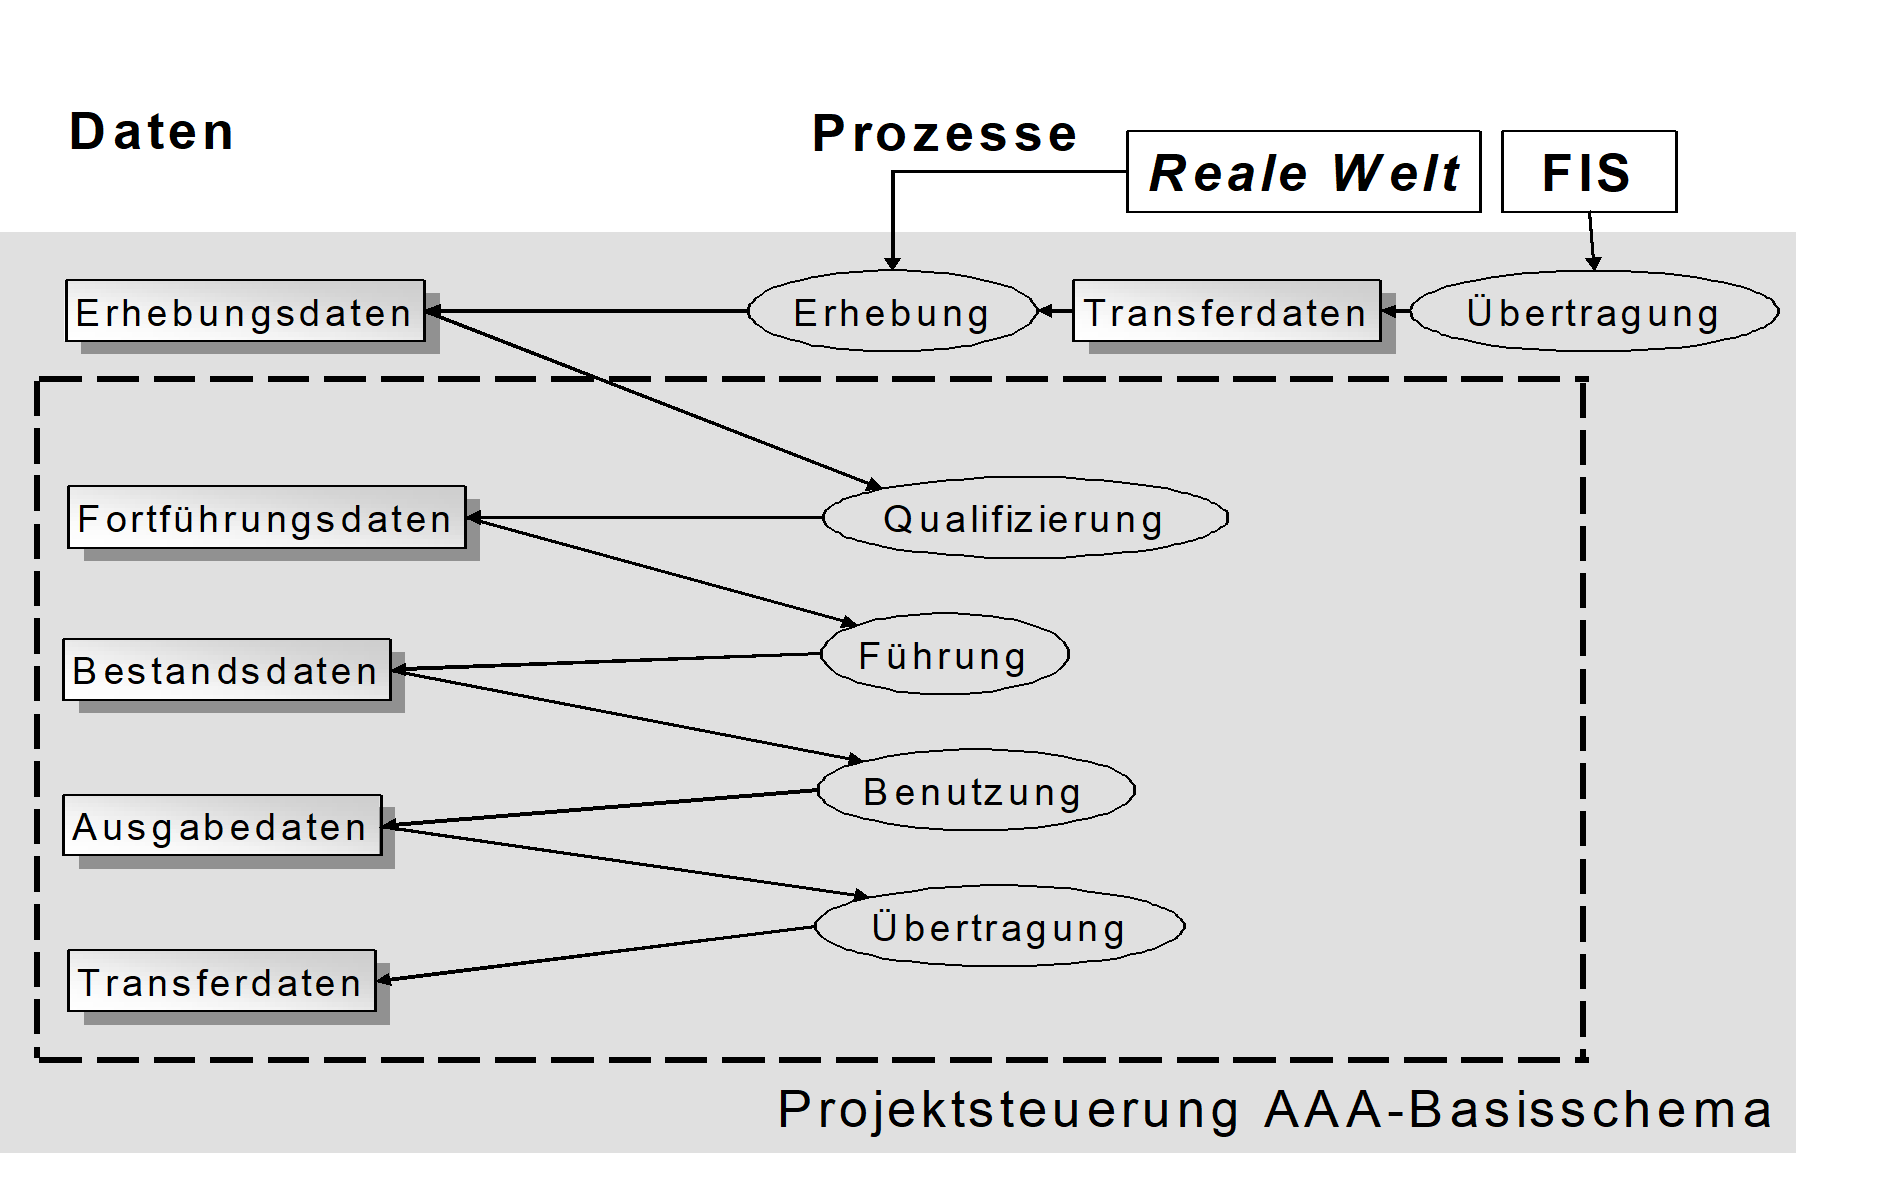 Daten
Prozesse
Reale Welt
FIS
Erhebungsdaten
Erhebung
Transferdaten
Übertragung
Fortführungsdaten
Qualifizierung
Bestandsdaten
Führung
Ausgabedaten
Benutzung
Transferdaten
Übertragung
Projektsteuerung AAA-Basisschema